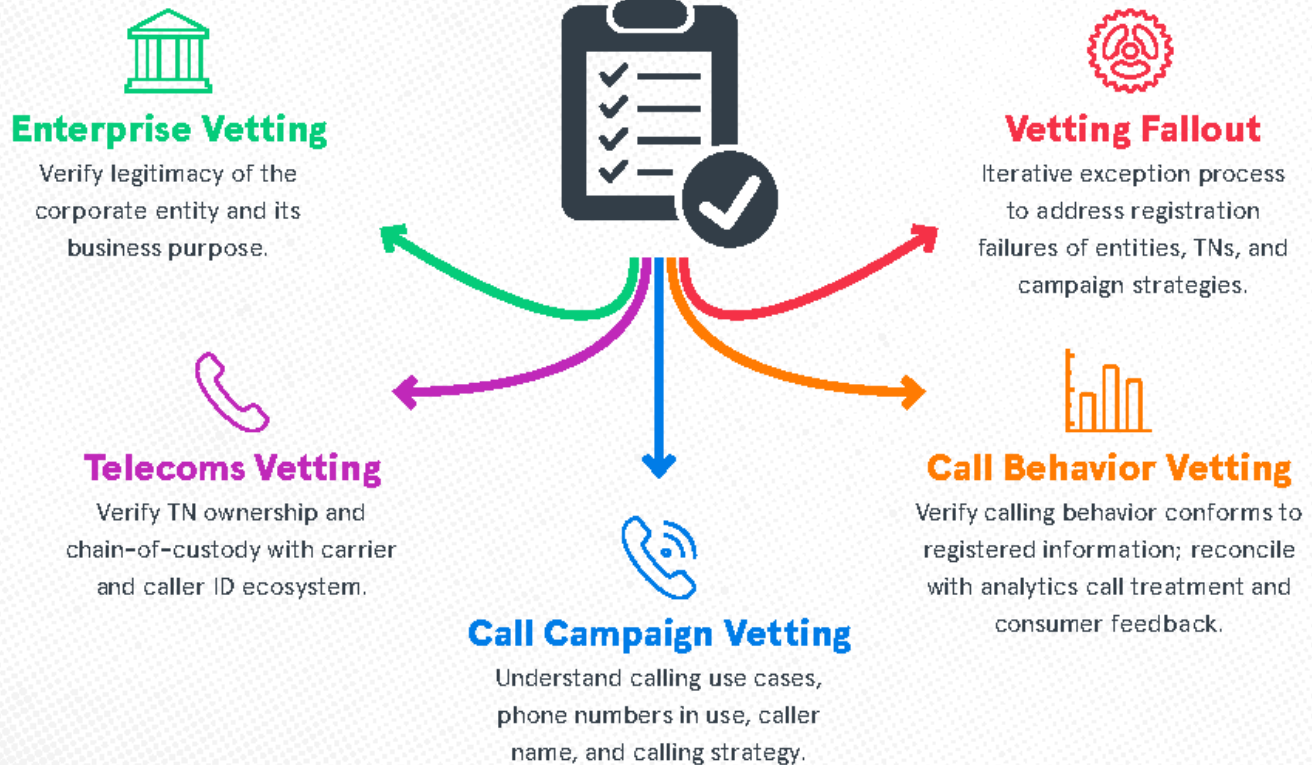 Enterprise Vetting
Verify legitimacy of the
corporate entity and its
business purpose.
Telecoms Vetting
Verify TN ownership and
chain-of-custody with carrier
and caller ID ecosystem.
Call Campaign Vetting
Understand calling use cases,
phone numbers in use, caller
name, and calling strategy.
Call Behavior Vetting
Verify calling behavior conforms to
registered information; reconcile
with analytics call treatment and
consumer feedback.
Vetting Fallout
Iterative exception process
to address registration
failures of entities, TNs, and
campaign strategies.